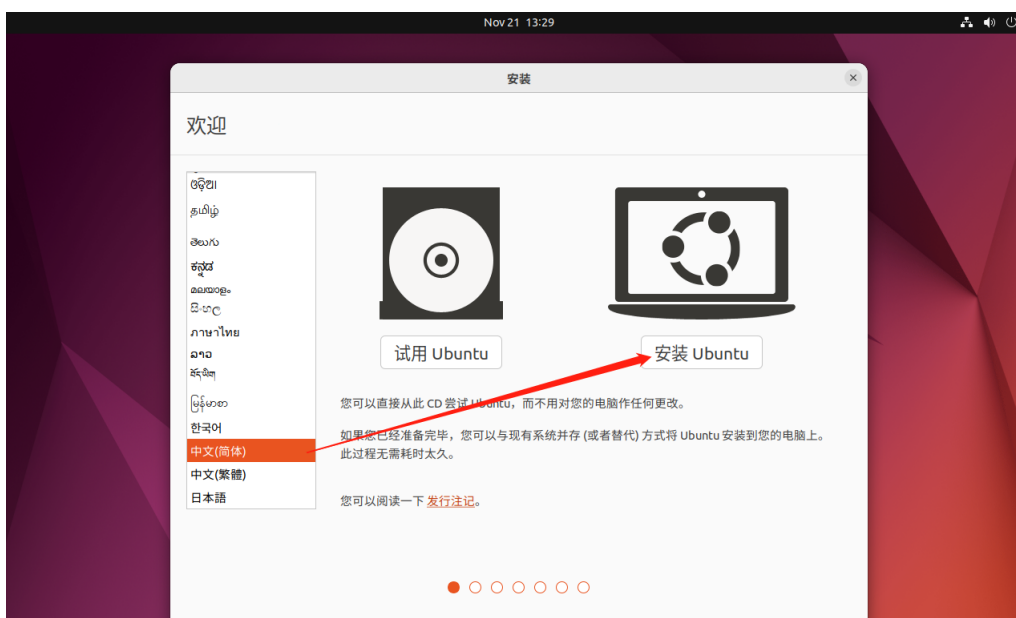 Nov 21 13:29
安装
欢迎
ଓଡ଼ିଆ
தமிழ்
తెలుగు
ಕನ್ನಡ
മലയാളം
සිංහල
ภาษาไทย
ລາວ
བོད་ཡིག
မြန်မာစာ
한국어
中文(简体)
中文(繁體)
日本語
试用 Ubuntu
安装 Ubuntu
您可以直接从此 CD 尝试 Ubuntu，而不用对您的电脑作任何更改。
如果您已经准备完毕，您可以与现有系统并存 (或者替代) 方式将 Ubuntu 安装到您的电脑上。
此过程无需耗时太久。
您可以阅读一下 发行注记。